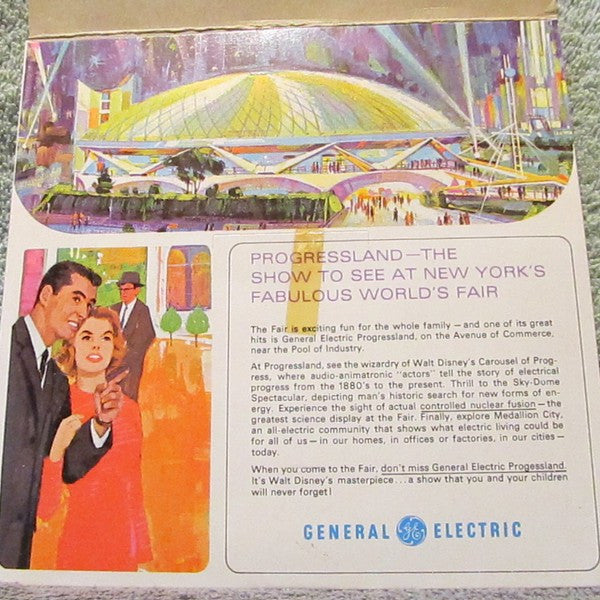 PROGRESSLAND—THE
SHOW TO SEE AT NEW YORK'S
FABULOUS WORLD'S FAIR
The Fair is exciting fun for the whole family — and one of its great
hits is General Electric Progressland, on the Avenue of Commerce,
near the Pool of Industry.
At Progressland, see the wizardry of Walt Disney's Carousel of Prog-
ress, where audio-animatronic "actors" tell the story of electrical
progress from the 1880's to the present. Thrill to the Sky-Dome
Spectacular, depicting man's historic search for new forms of en-
ergy. Experience the sight of actual controlled nuclear fusion—the
greatest science display at the Fair. Finally, explore Medallion City,
an all-electric community that shows what electric living could be
for all of us—in our homes, in offices or factories, in our cities—
today.
When you come to the Fair, don't miss General Electric Progessland.
It's Walt Disney's masterpiece...a show that you and your children
will never forget!
GENERAL GE ELECTRIC